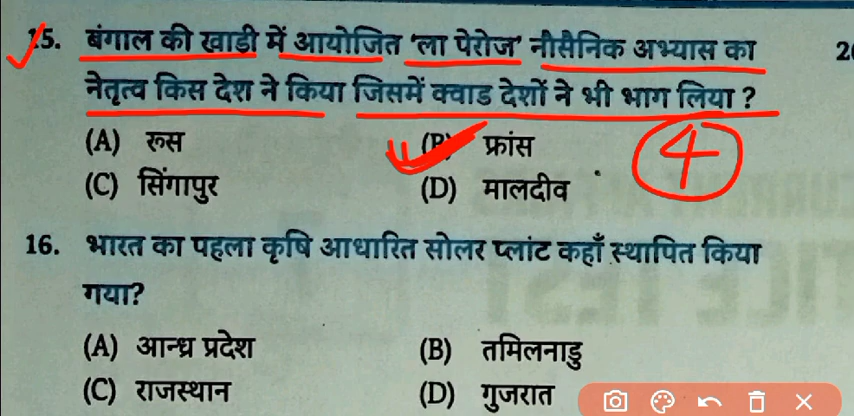 15. बंगाल की खाडी में आयोजित 'ला पेरोज' नौसैनिक अभ्यास का
नेतृत्व किस देश ने किया जिसमें क्वाड देशों ने भी भाग लिया ?
(A) रूस (B) फ्रांस
(C) सिंगापुर (D) मालदीव
4
16. भारत का पहला कृषि आधारित सोलर प्लांट कहाँ स्थापित किया
गया?
(A) आन्ध्र प्रदेश (B) तमिलनाडु
(C) राजस्थान (D) गुजरात